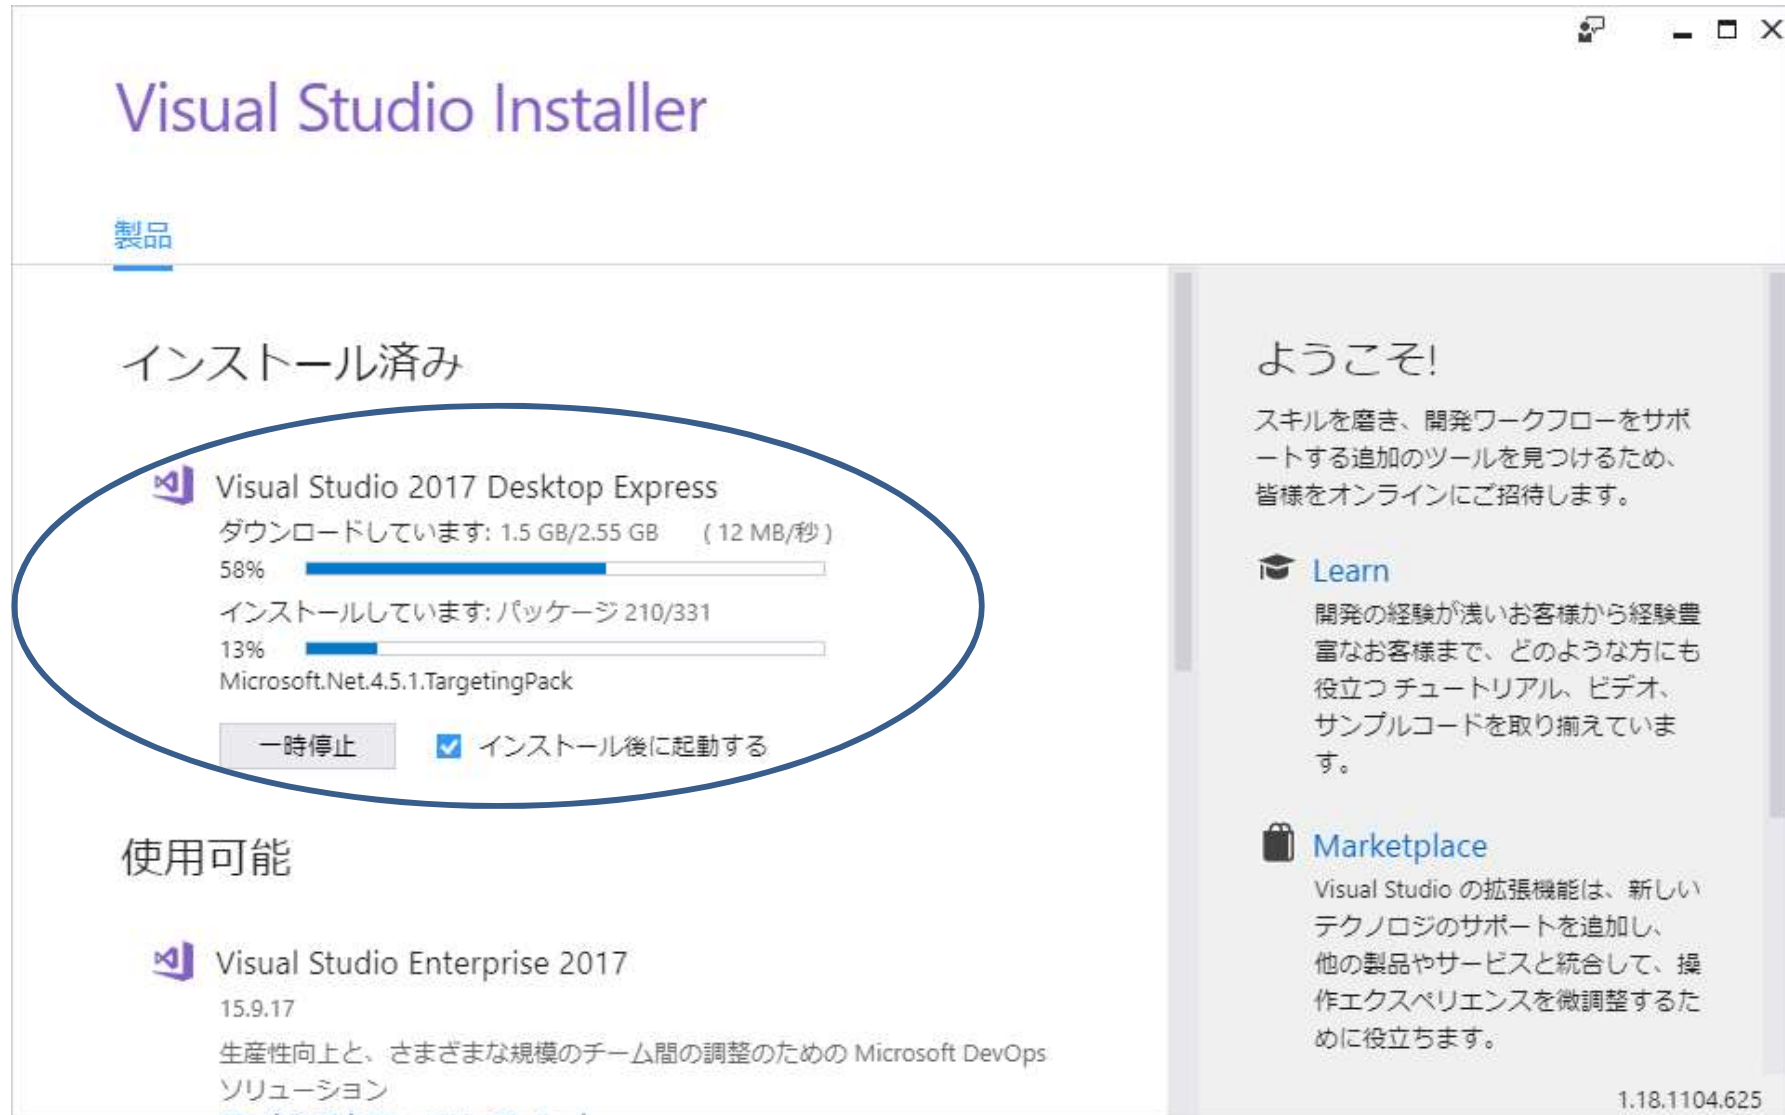 Visual Studio Installer
製品
インストール済み
Visual Studio 2017 Desktop Express
ダウンロードしています: 1.5 GB/2.55 GB (12 MB/秒)
58%
インストールしています: パッケージ 210/331
13%
Microsoft.Net.4.5.1.TargetingPack
一時停止
インストール後に起動する
使用可能
Visual Studio Enterprise 2017
15.9.17
生産性向上と、さまざまな規模のチーム間の調整のための Microsoft DevOps
ソリューション
ようこそ!
スキルを磨き、開発ワークフローをサポ
ートする追加のツールを見つけるため、
皆様をオンラインにご招待します。
Learn
開発の経験が浅いお客様から経験豊
富なお客様まで、どのような方にも
役立つ チュートリアル、ビデオ、
サンプルコードを取り揃えていま
す。
Marketplace
Visual Studio の拡張機能は、新しい
テクノロジのサポートを追加し、
他の製品やサービスと統合して、操
作エクスペリエンスを微調整するた
めに役立ちます。
1.18.1104.625